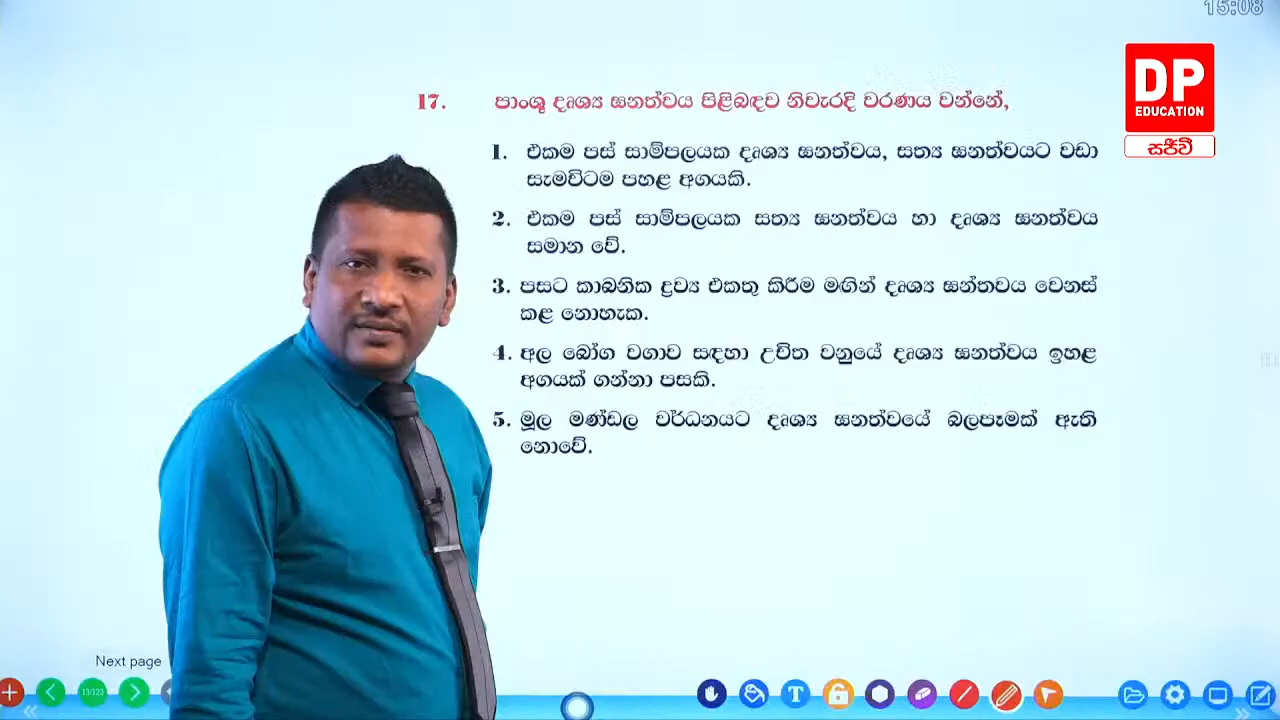 15:08
DP
EDUCATION
සජීවී
17. පාංශු දෘශ්‍ය ඝනත්වය පිළිබඳව නිවැරදි වරණය වන්නේ,
1. එකම පස් සාම්පලයක දෘශ්‍ය ඝනත්වය, සත්‍ය ඝනත්වයට වඩා
සැමවිටම පහළ අගයකි.
2. එකම පස් සාම්පලයක සත්‍ය ඝනත්වය හා දෘශ්‍ය ඝනත්වය
සමාන වේ.
3. පසට කාබනික ද්‍රව්‍ය එකතු කිරීම මඟින් දෘශ්‍ය ඝන්තවය වෙනස්
කළ නොහැක.
4. අල බෝග වගාව සඳහා උචිත වනුයේ දෘශ්‍ය ඝනත්වය ඉහළ
අගයක් ගන්නා පසකි.
5. මූල මණ්ඩල වර්ධනයට දෘශ්‍ය ඝනත්වයේ බලපෑමක් ඇති
නොවේ.
Next page
13/123